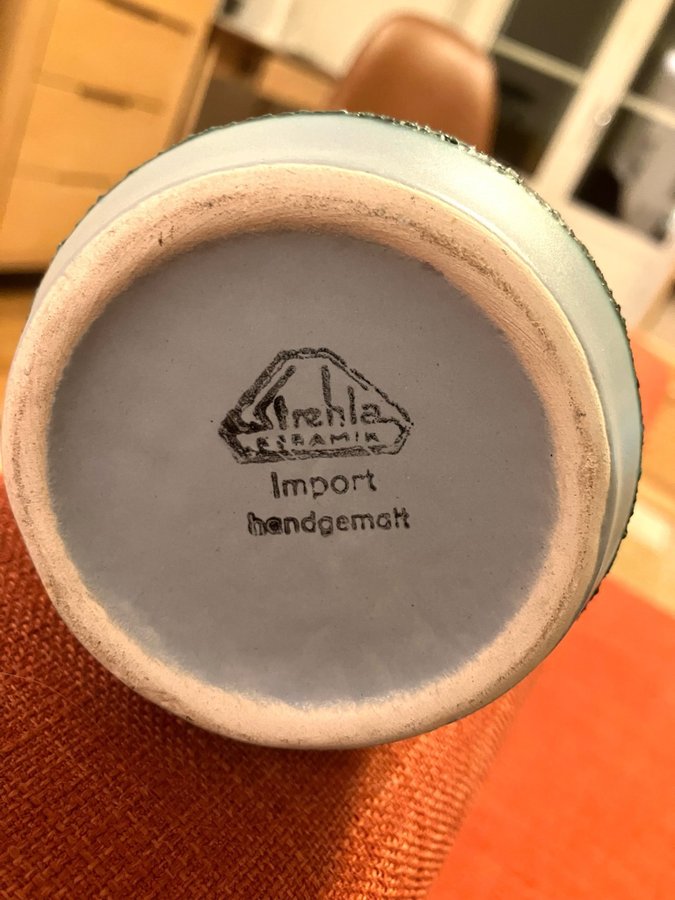 Strehla
KERAMIK
Import
handgemalt